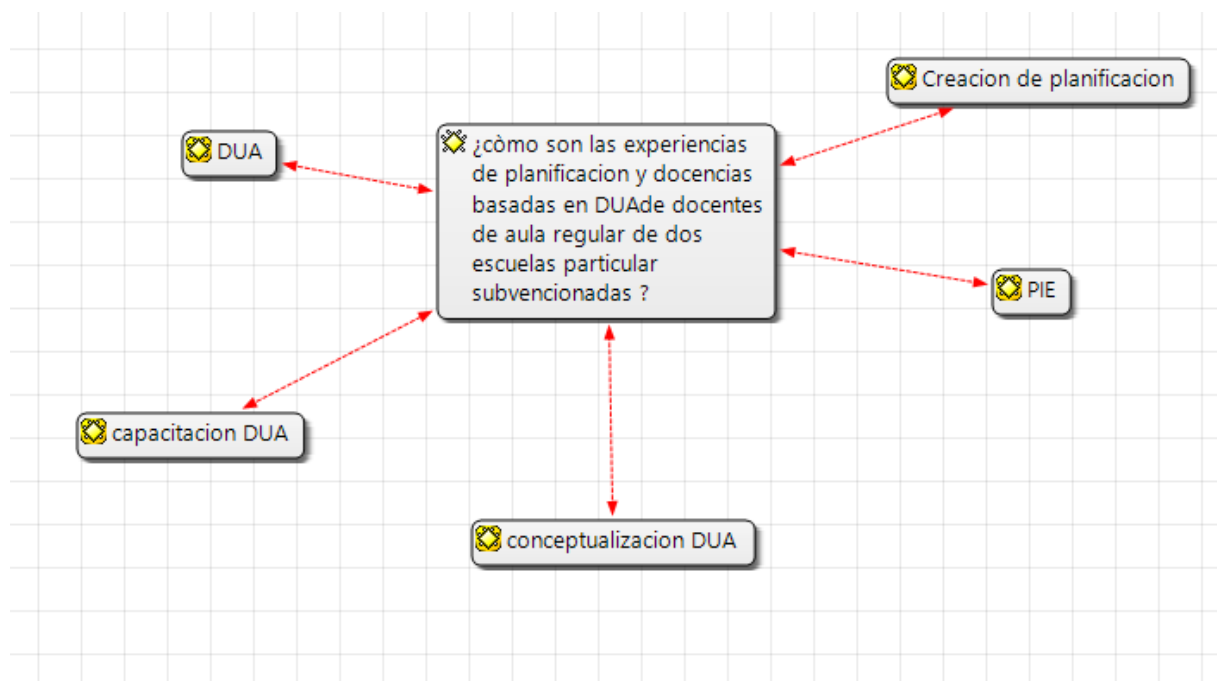 Creacion de planificacion
DUA
¿còmo son las experiencias
de planificacion y docencias
basadas en DUAde docentes
de aula regular de dos
escuelas particular
subvencionadas ?
PIE
capacitacion DUA
conceptualizacion DUA